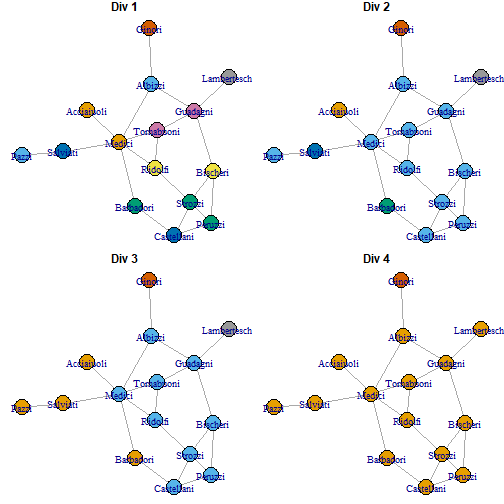 Div 1
Ginori
Albizzi
Lambertesch
Acciaiuoli
Guadagni
Tornabuoni
Medici
Pazzi
Salviati
Ridolfi
Bischeri
Barbadori
Strozzi
Peruzzi
Castellani
Div 2
Ginori
Albizzi
Lambertesch
Acciaiuoli
Guadagni
Tornabuoni
Medici
Pazzi
Salviati
Ridolfi
Bischeri
Barbadori
Strozzi
Peruzzi
Castellani
Div 3
Ginori
Albizzi
Lambertesch
Acciaiuoli
Guadagni
Tornabuoni
Medici
Pazzi
Salviati
Ridolfi
Bischeri
Barbadori
Strozzi
Peruzzi
Castellani
Div 4
Ginori
Albizzi
Lambertesch
Acciaiuoli
Guadagni
Tornabuoni
Medici
Pazzi
Salviati
Ridolfi
Bischeri
Barbadori
Strozzi
Peruzzi
Castellani